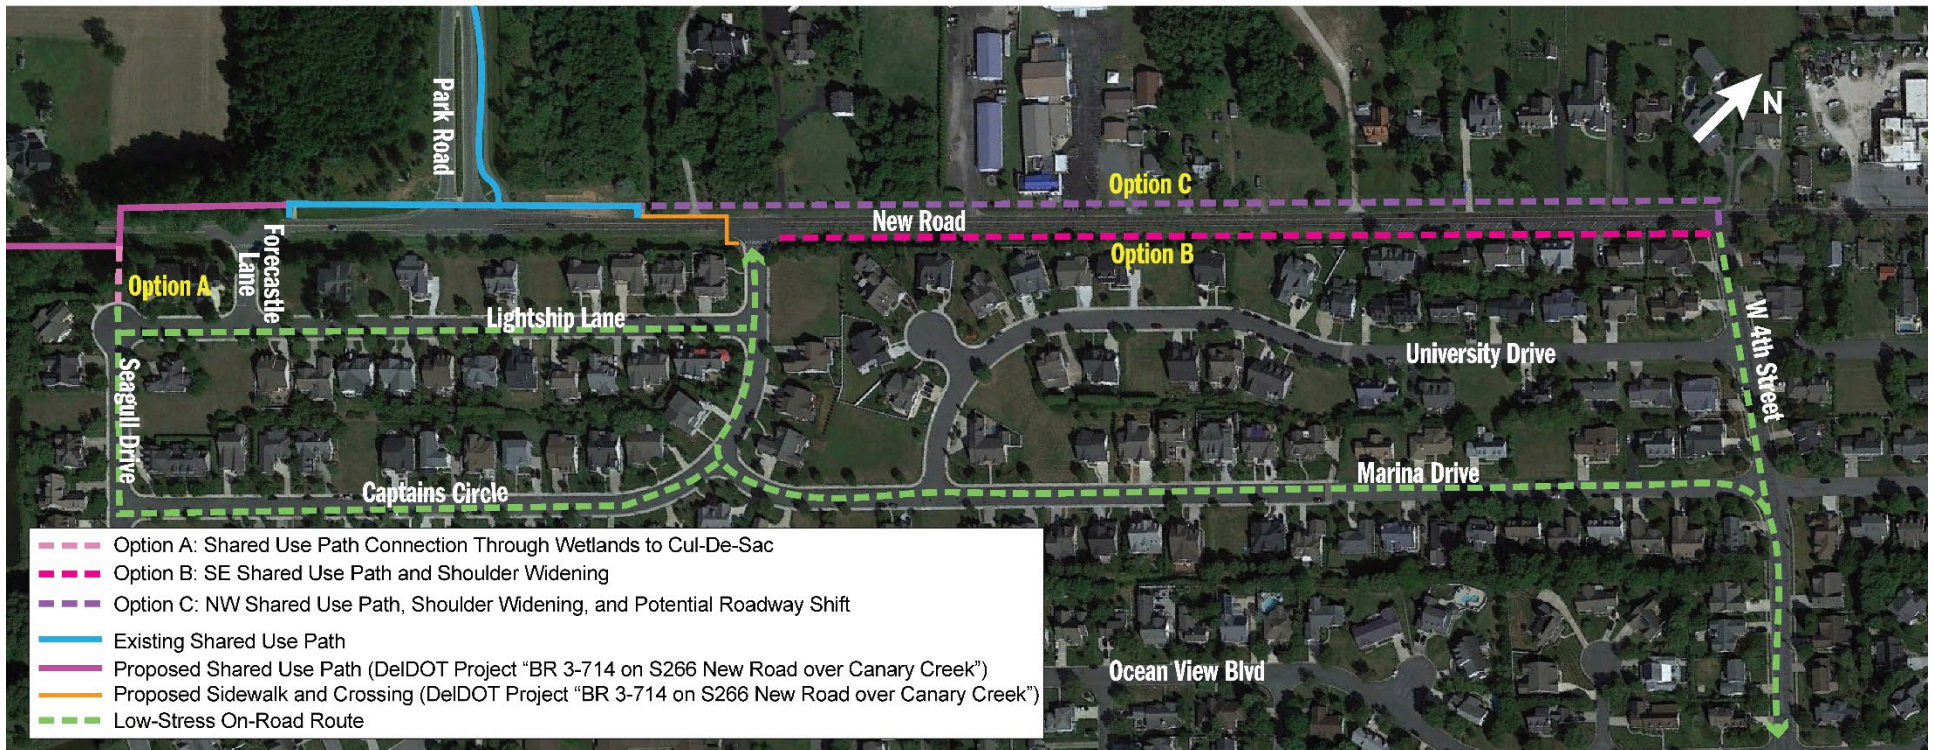 Park Road
N
Option C
New Road
Option B
Forecastle
Lane
Option A
Lightship Lane
University Drive
W 4th Street
Seagull Drive
Captains Circle
Marina Drive
Option A: Shared Use Path Connection Through Wetlands to Cul-De-Sac
Option B: SE Shared Use Path and Shoulder Widening
Option C: NW Shared Use Path, Shoulder Widening, and Potential Roadway Shift
Existing Shared Use Path
Proposed Shared Use Path (DelDOT Project “BR 3-714 on S266 New Road over Canary Creek”)
Proposed Sidewalk and Crossing (DelDOT Project “BR 3-714 on S266 New Road over Canary Creek”)
Low-Stress On-Road Route
Ocean View Blvd